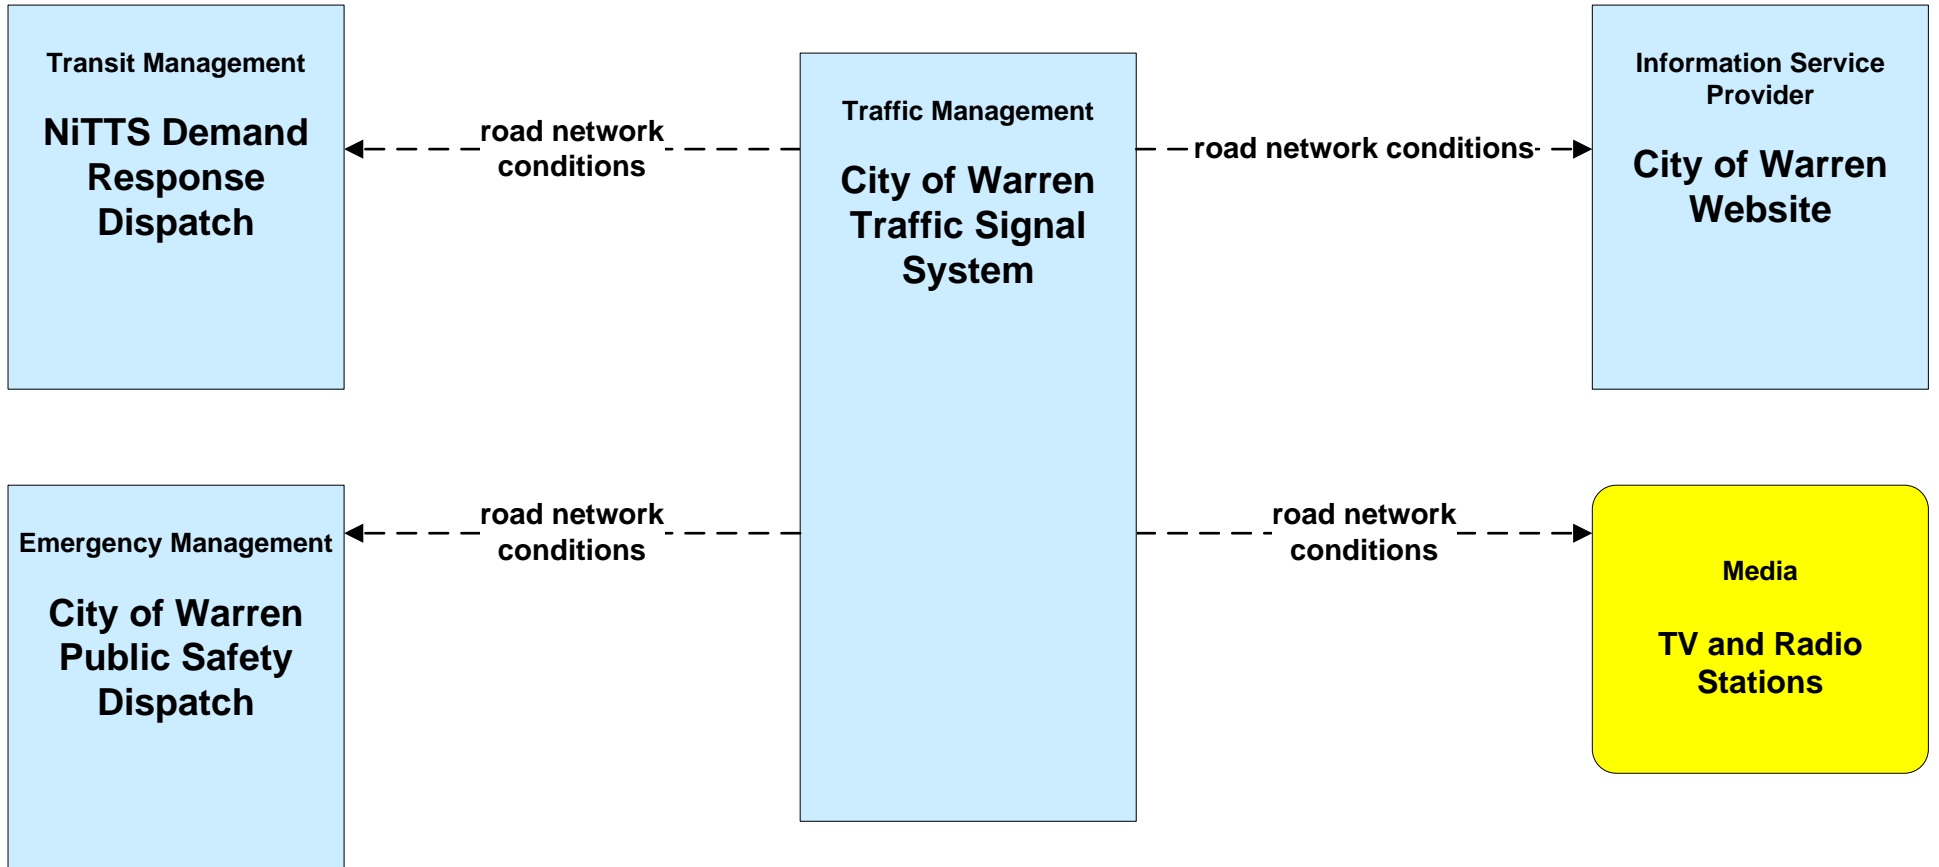 Transit Management
NiTTS Demand
Response
Dispatch
road network
conditions
Traffic Management
City of Warren
Traffic Signal
System
road network conditions
Information Service
Provider
City of Warren
Website
Emergency Management
City of Warren
Public Safety
Dispatch
road network
conditions
road network
conditions
Media
TV and Radio
Stations